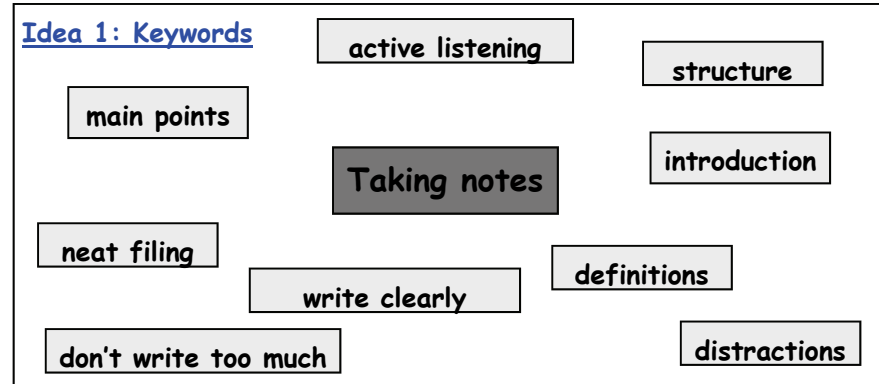 Idea 1: Keywords
active listening
structure
main points
introduction
Taking notes
neat filing
definitions
write clearly
don't write too much
distractions